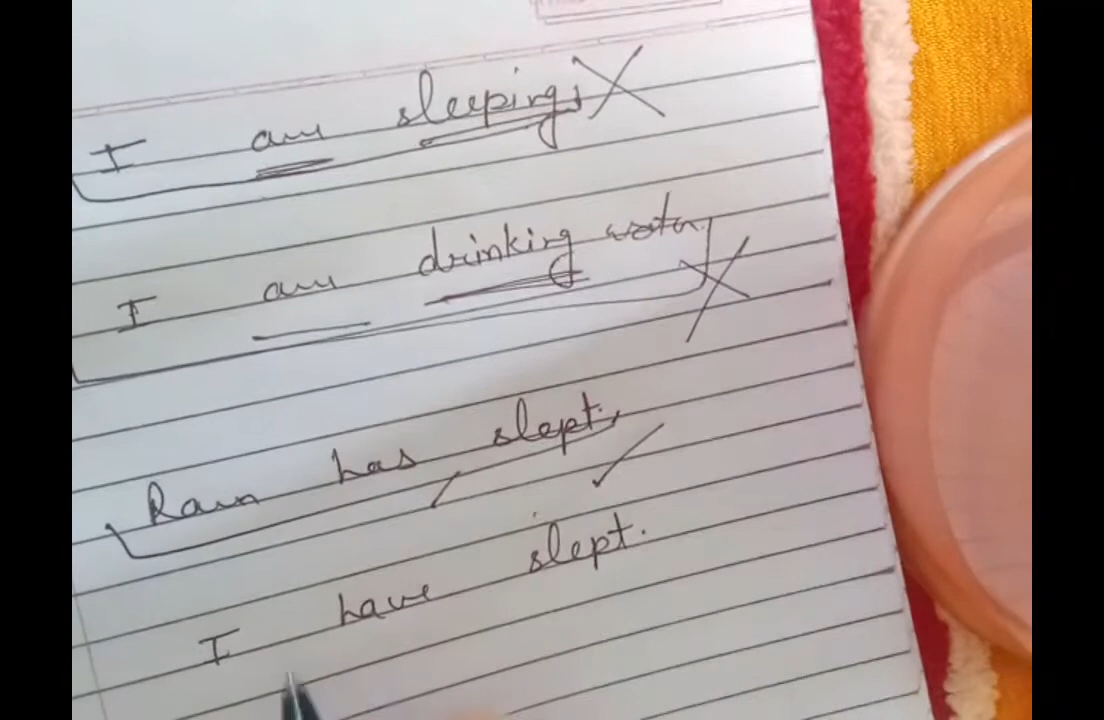 I am sleeping
I am drinking water
Ram has slept.
I have slept.